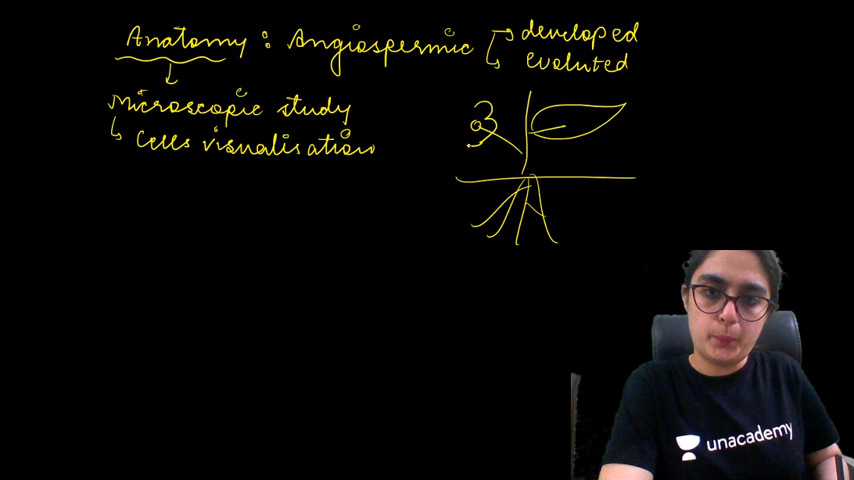 Anatomy : Angiospermic
developed
evoluted
Microscopic study
Cells visualisation
unacademy